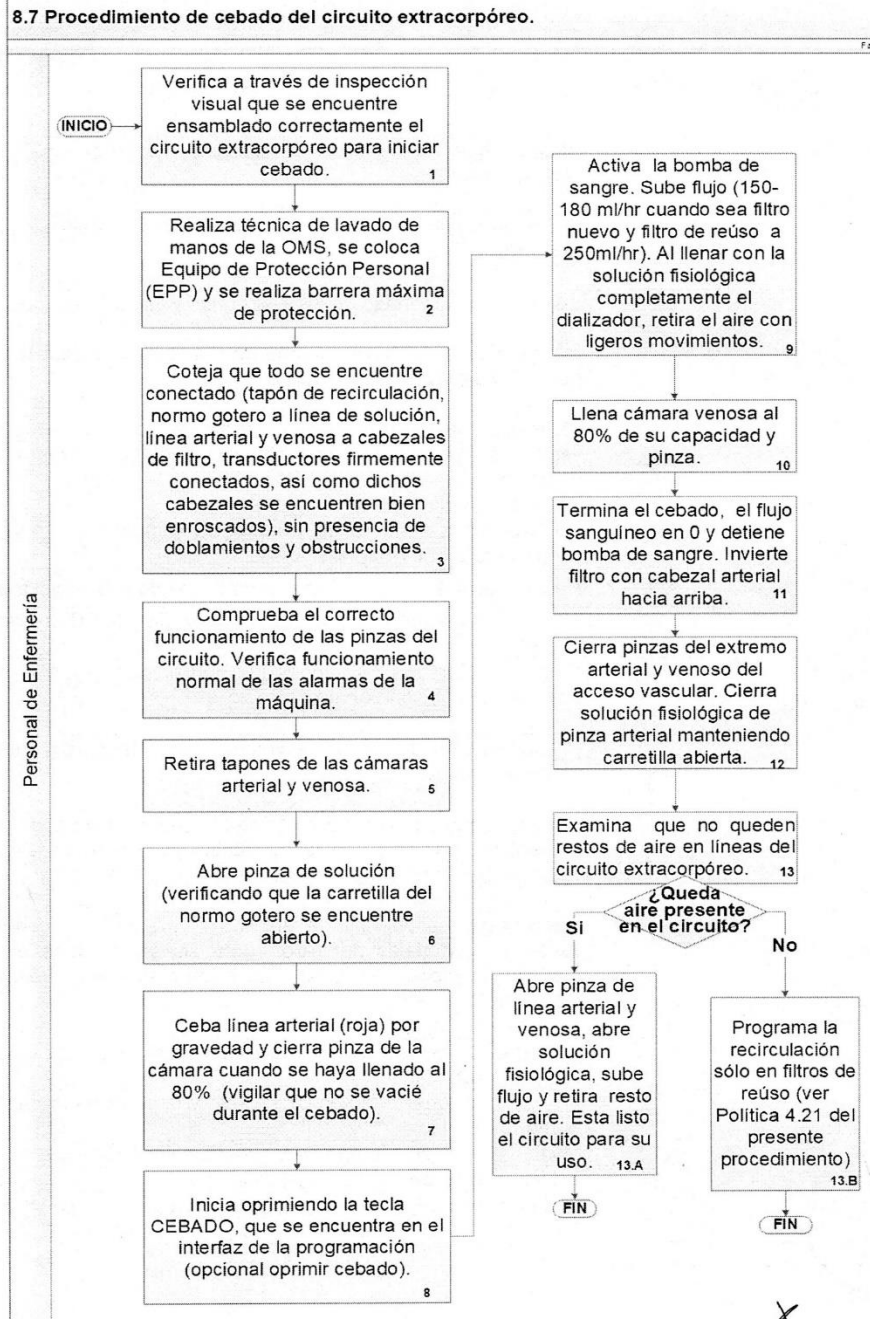 8.7 Procedimiento de cebado del circuito extracorpóreo.
Personal de Enfermería
INICIO
Verifica a través de inspección
visual que se encuentre
ensamblado correctamente el
circuito extracorpóreo para iniciar
cebado.
1
Realiza técnica de lavado de
manos de la OMS, se coloca
Equipo de Protección Personal
(EPP) y se realiza barrera máxima
de protección.
2
Coteja que todo se encuentre
conectado (tapón de recirculación,
normo gotero a línea de solución,
línea arterial y venosa a cabezales
de filtro, transductores firmemente
conectados, así como dichos
cabezales se encuentren bien
enroscados), sin presencia de
doblamientos y obstrucciones.
3
Comprueba el correcto
funcionamiento de las pinzas del
circuito. Verifica funcionamiento
normal de las alarmas de la
máquina.
4
Retira tapones de las cámaras
arterial y venosa.
5
Abre pinza de solución
(verificando que la carretilla del
normo gotero se encuentre
abierto).
6
Ceba línea arterial (roja) por
gravedad y cierra pinza de la
cámara cuando se haya llenado al
80% (vigilar que no se vacié
durante el cebado).
7
Inicia oprimiendo la tecla
CEBADO, que se encuentra en el
interfaz de la programación
(opcional oprimir cebado).
8
Activa la bomba de
sangre. Sube flujo (150-
180 ml/hr cuando sea filtro
nuevo y filtro de reúso a
250ml/hr). Al llenar con la
solución fisiológica
completamente el
dializador, retira el aire con
ligeros movimientos.
9
Llena cámara venosa al
80% de su capacidad y
pinza.
10
Termina el cebado, el flujo
sanguíneo en 0 y detiene
bomba de sangre. Invierte
filtro con cabezal arterial
hacia arriba.
11
Cierra pinzas del extremo
arterial y venoso del
acceso vascular. Cierra
solución fisiológica de
pinza arterial manteniendo
carretilla abierta.
12
Examina que no queden
restos de aire en líneas del
circuito extracorpóreo.
13
¿Queda
aire presente
en el circuito?
Si
No
Abre pinza de
línea arterial y
venosa, abre
solución
fisiológica, sube
flujo y retira resto
de aire. Esta listo
el circuito para su
uso.
13.A
FIN
Programa la
recirculación
sólo en filtros de
reúso (ver
Política 4.21 del
presente
procedimiento)
13.B
FIN